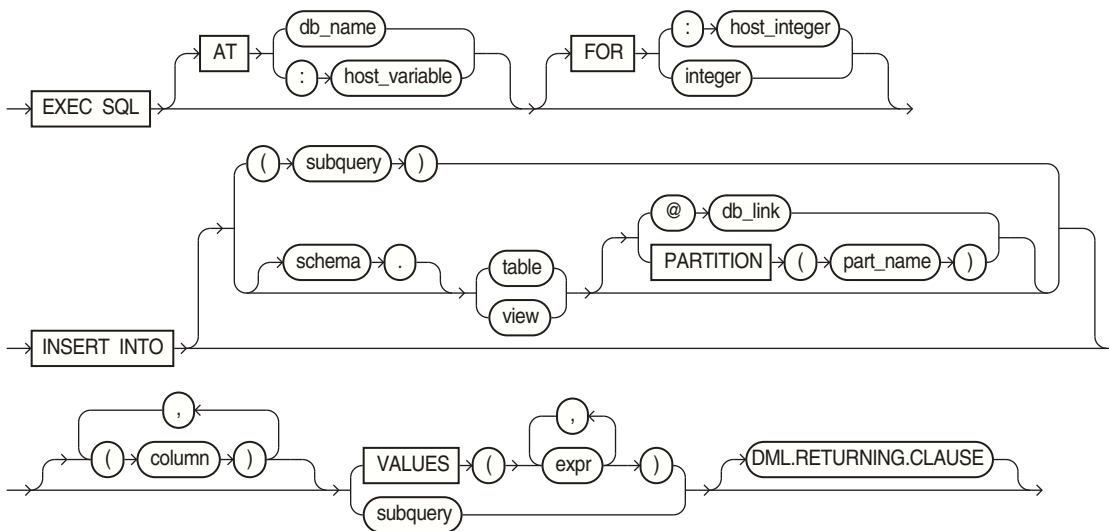 db_name : host_integer
AT FOR
: host_variable integer
EXEC SQL
( subquery )
@ db_link
schema . table PARTITION ( part_name )
view
INSERT INTO
, ,
( column ) VALUES ( expr ) DML.RETURNING.CLAUSE
subquery